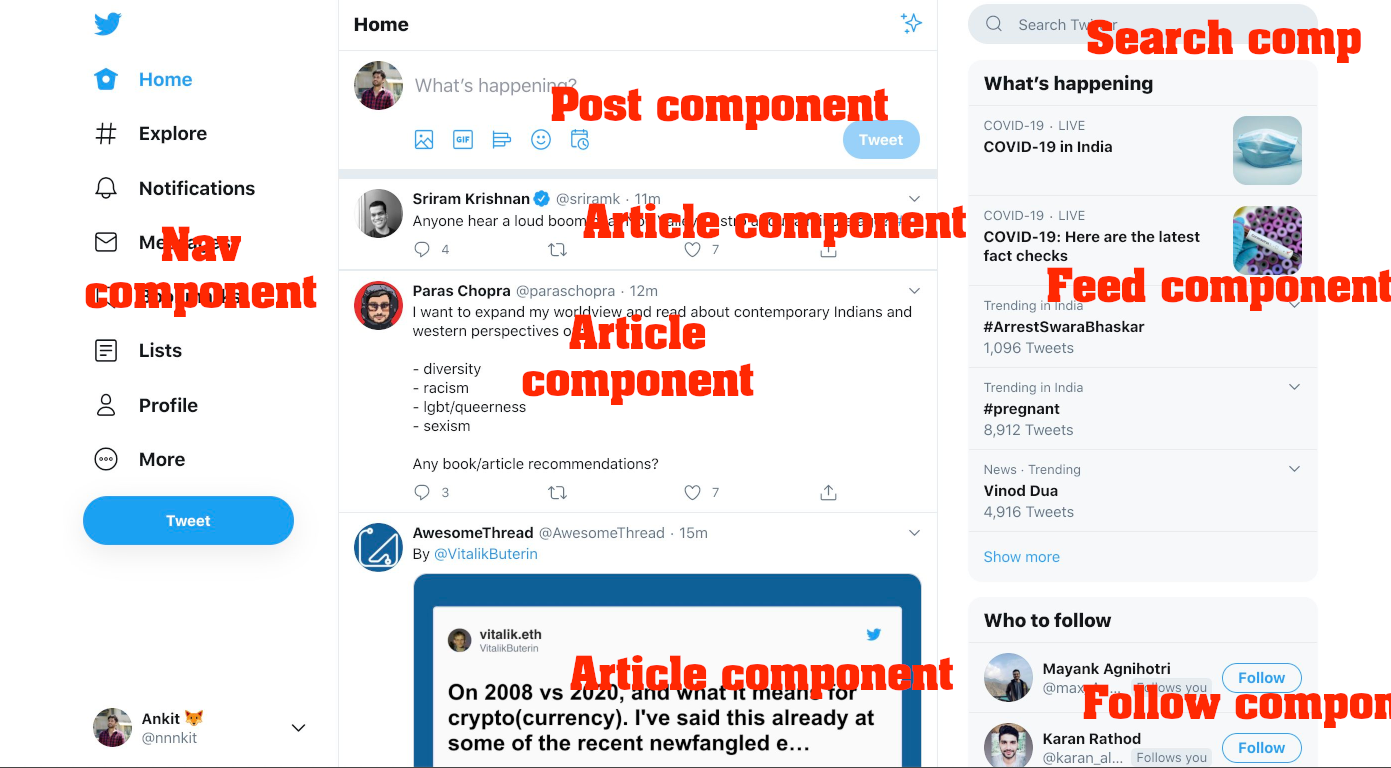 Home
Explore
Notifications
Nav
component
Lists
Profile
More
Tweet
Ankit 🦊
@nnnkit
Home
What's happening?
Post component
GIF
Tweet
Sriram Krishnan @sriramk · 11m
Anyone hear a loud boom
Article component
4
7
Paras Chopra @paraschopra · 12m
I want to expand my worldview and read about contemporary Indians and
western perspectives
Article
component
- diversity
- racism
- lgbt/queerness
- sexism
Any book/article recommendations?
3
7
AwesomeThread @AwesomeThread · 15m
By @VitalikButerin
vitalik.eth
VitalikButerin
Article component
On 2008 vs 2020, and what it means for
crypto(currency). I've said this already at
some of the recent newfangled e...
Search Twitter
Search comp
What's happening
COVID-19 · LIVE
COVID-19 in India
COVID-19 · LIVE
COVID-19: Here are the latest
fact checks
Feed component
Trending in India
#ArrestSwaraBhaskar
1,096 Tweets
Trending in India
#pregnant
8,912 Tweets
News · Trending
Vinod Dua
4,916 Tweets
Show more
Who to follow
Mayank Agnihotri
Follows you
Follow
Follow compon
Karan Rathod
@karan_al... Follows you
Follow